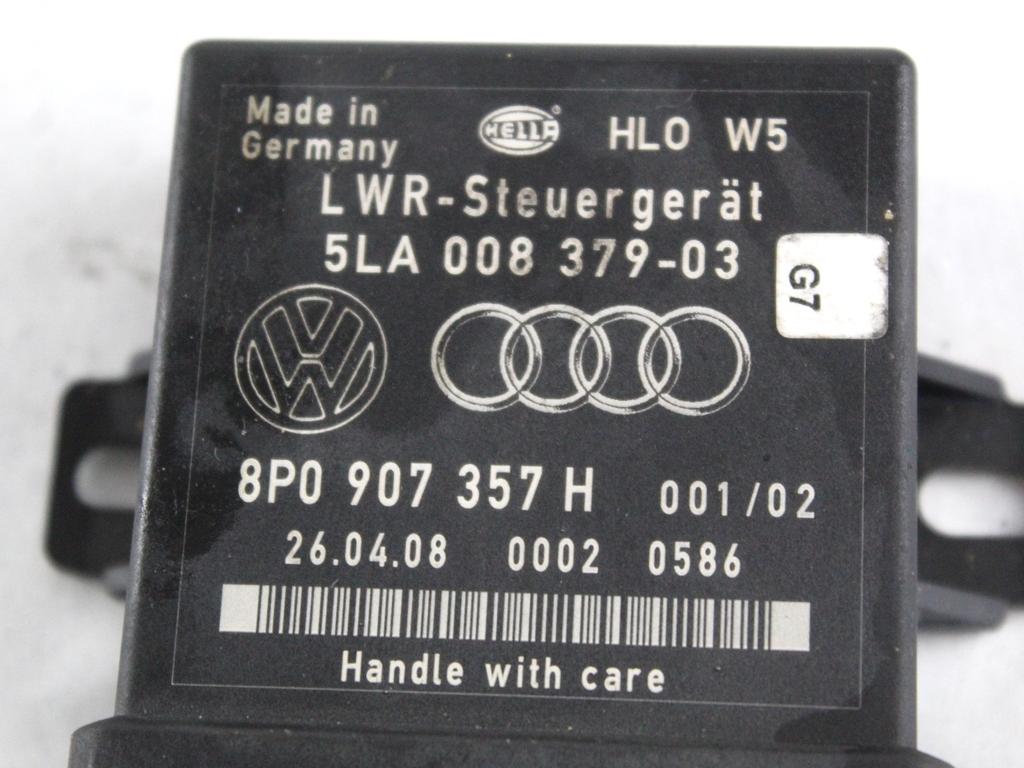 Made in
Germany
HELLA
HLO W5
LWR-Steuergerät
5LA 008 379-03
G7
8P0 907 357 H 001/02
26.04.08 0002 0586
Handle with care